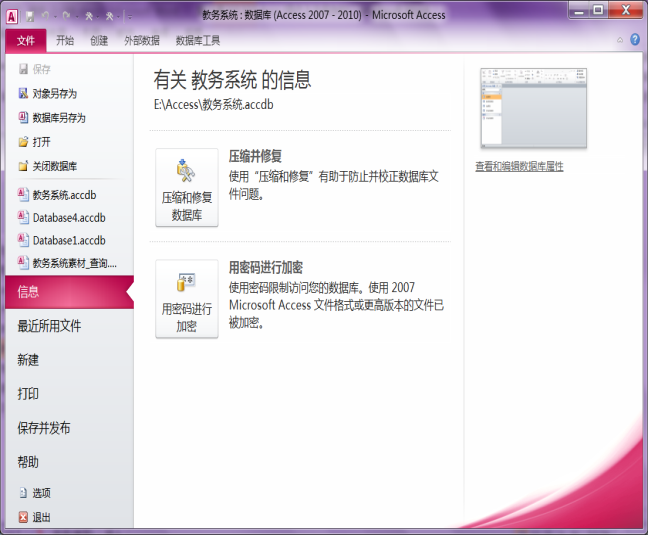 教务系统 : 数据库 (Access 2007 - 2010) - Microsoft Access
文件 开始 创建 外部数据 数据库工具
保存
对象另存为
数据库另存为
打开
关闭数据库
教务系统.accdb
Database4.accdb
Database1.accdb
教务系统素材_查询....
信息
最近所用文件
新建
打印
保存并发布
帮助
选项
退出
有关 教务系统 的信息
E:\Access\教务系统.accdb
压缩和修复
数据库
压缩并修复
使用“压缩和修复”有助于防止并校正数据库文
件问题。
用密码进行
加密
用密码进行加密
使用密码限制访问您的数据库。使用 2007
Microsoft Access 文件格式或更高版本的文件已
被加密。
查看和编辑数据库属性